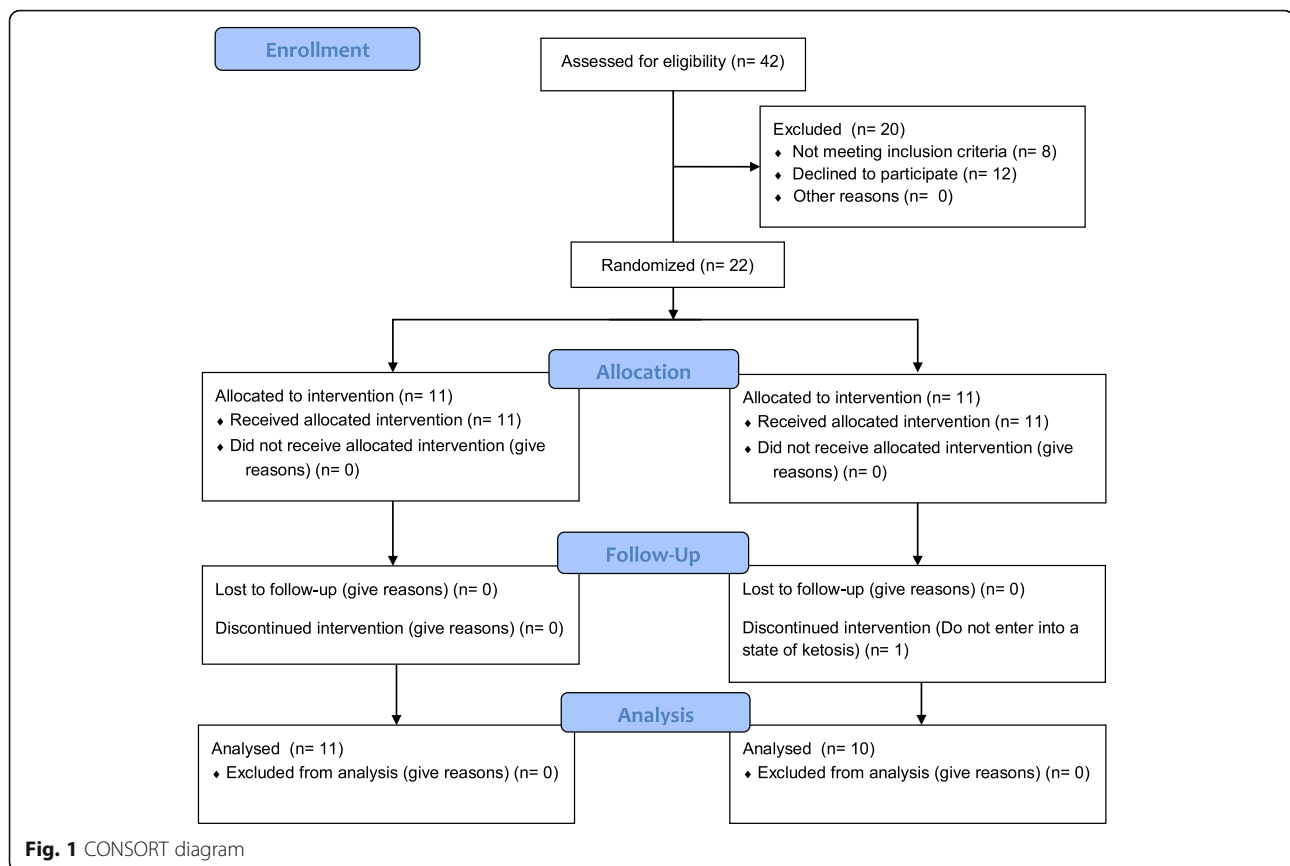 Enrollment
Assessed for eligibility (n= 42)
Excluded (n= 20)
♦ Not meeting inclusion criteria (n= 8)
♦ Declined to participate (n= 12)
♦ Other reasons (n= 0)
Randomized (n= 22)
Allocation
Allocated to intervention (n= 11)
♦ Received allocated intervention (n= 11)
♦ Did not receive allocated intervention (give
reasons) (n= 0)
Allocated to intervention (n= 11)
♦ Received allocated intervention (n= 11)
♦ Did not receive allocated intervention (give
reasons) (n= 0)
Follow-Up
Lost to follow-up (give reasons) (n= 0)
Discontinued intervention (give reasons) (n= 0)
Lost to follow-up (give reasons) (n= 0)
Discontinued intervention (Do not enter into a
state of ketosis) (n= 1)
Analysis
Analysed (n= 11)
♦ Excluded from analysis (give reasons) (n= 0)
Analysed (n= 10)
♦ Excluded from analysis (give reasons) (n= 0)
Fig. 1 CONSORT diagram